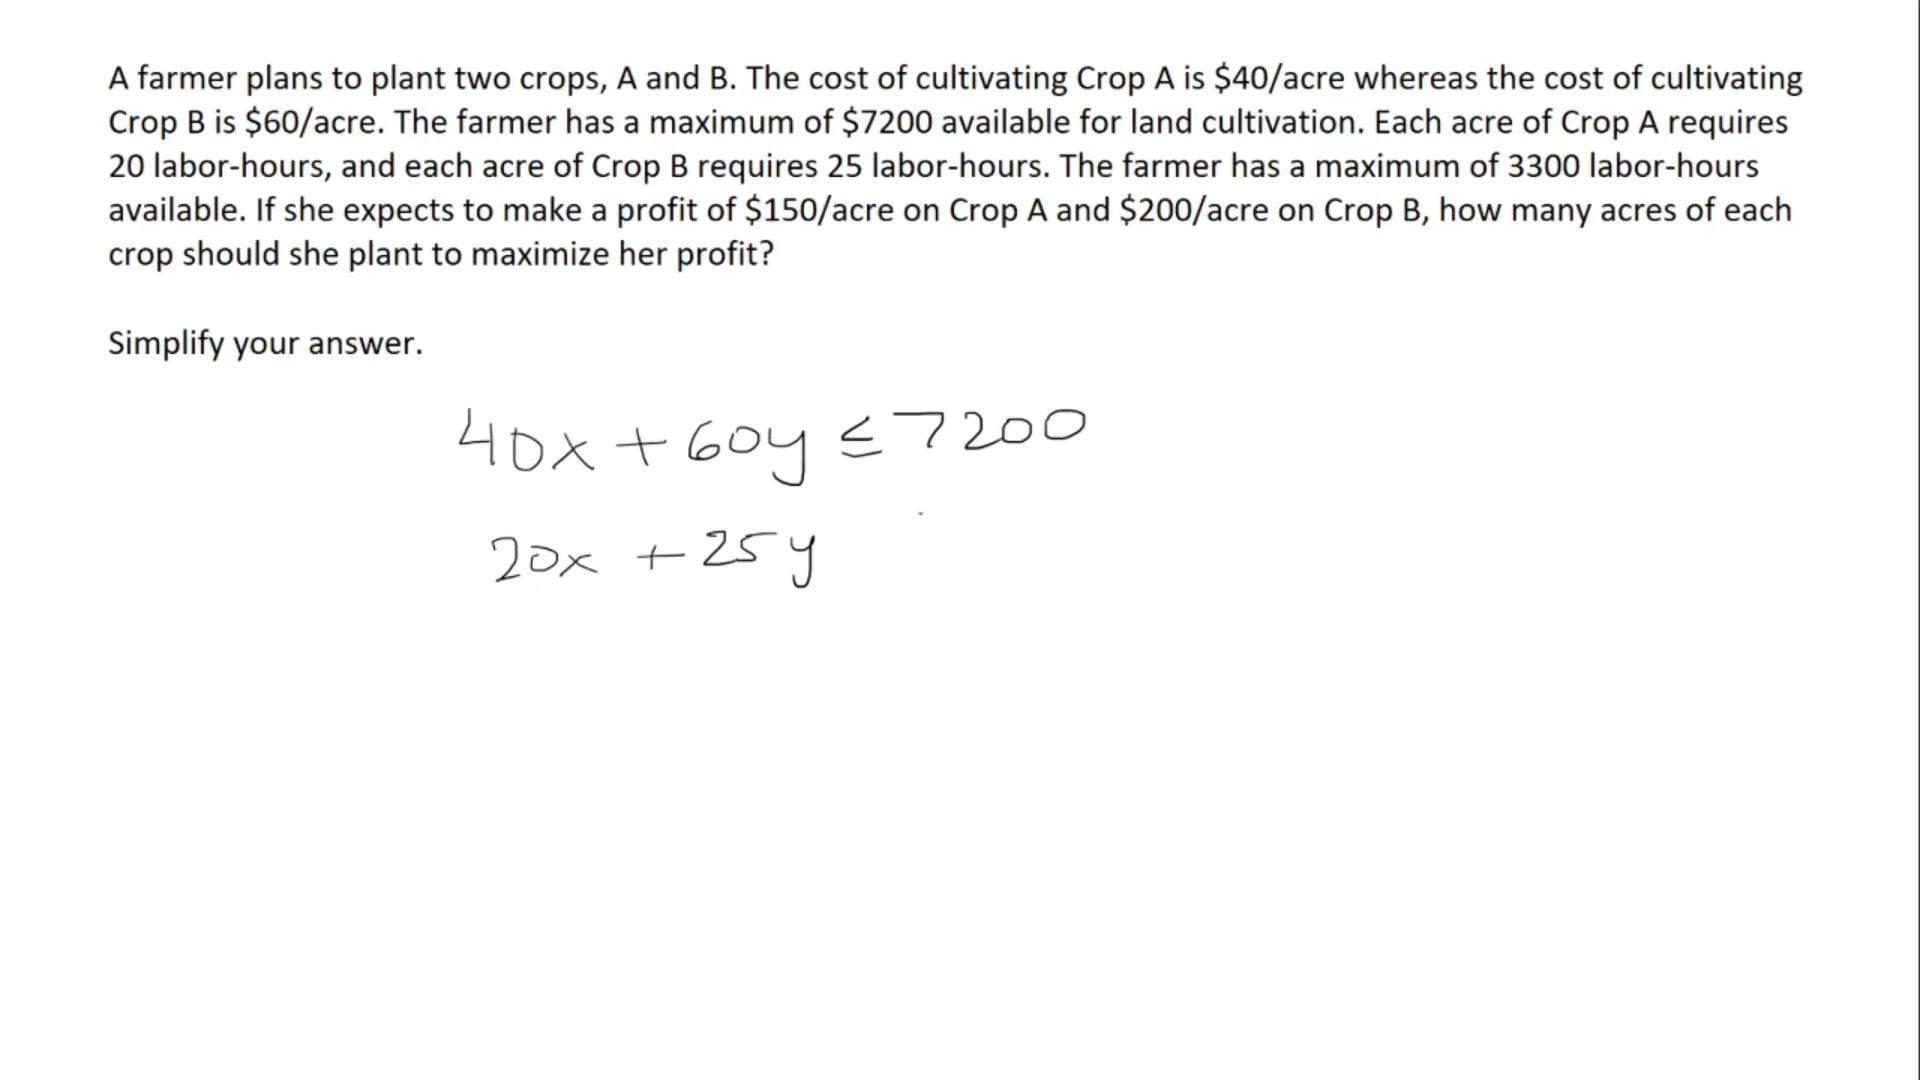 A farmer plans to plant two crops, A and B. The cost of cultivating Crop A is $40/acre whereas the cost of cultivating
Crop B is $60/acre. The farmer has a maximum of $7200 available for land cultivation. Each acre of Crop A requires
20 labor-hours, and each acre of Crop B requires 25 labor-hours. The farmer has a maximum of 3300 labor-hours
available. If she expects to make a profit of $150/acre on Crop A and $200/acre on Crop B, how many acres of each
crop should she plant to maximize her profit?
Simplify your answer.
40x + 60y ≤ 7200
20x + 25y